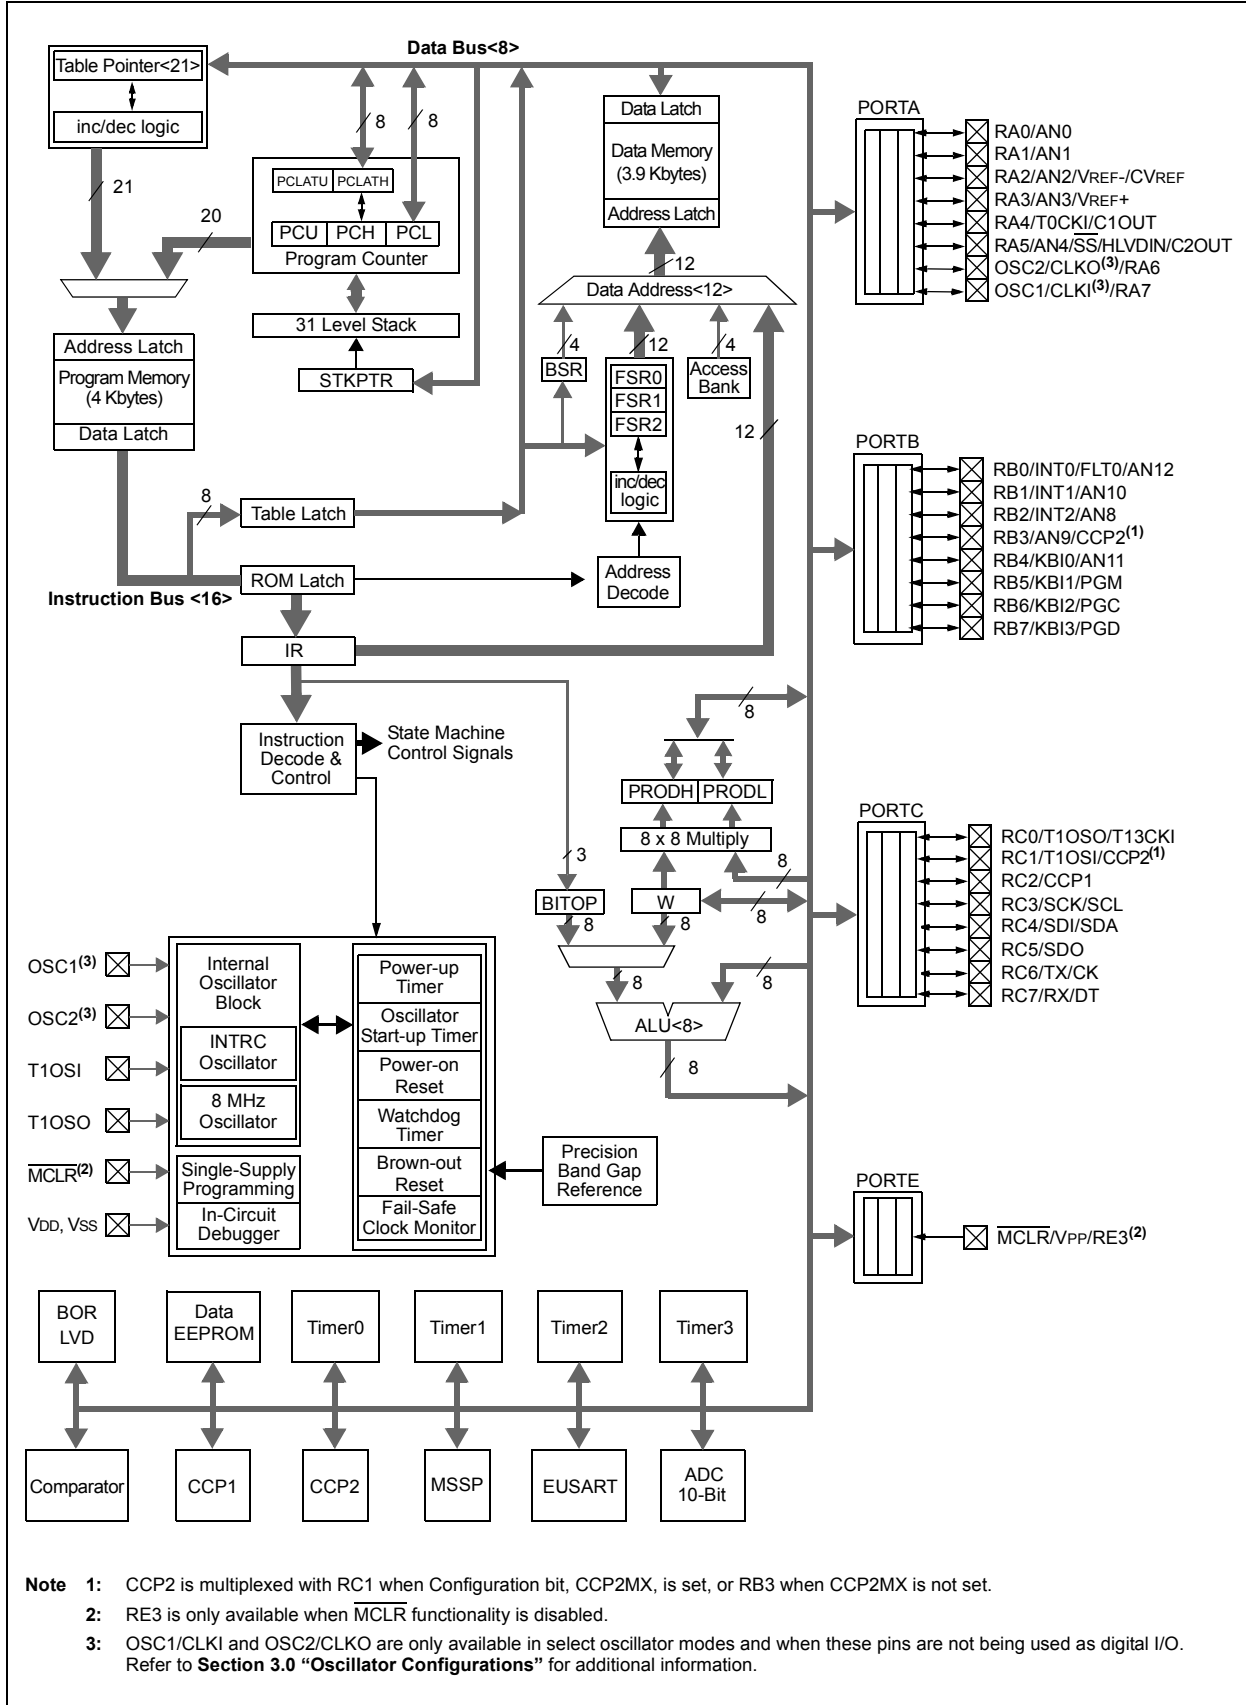 Data Bus<8>
Table Pointer<21>
inc/dec logic
21
20
8
8
PCLATU PCLATH
PCU PCH PCL
Program Counter
31 Level Stack
STKPTR
Data Latch
Data Memory
(3.9 Kbytes)
Address Latch
12
Data Address<12>
4
12
4
BSR
FSR0
FSR1
FSR2
inc/dec
logic
Access
Bank
12
Address
Decode
Address Latch
Program Memory
(4 Kbytes)
Data Latch
8
Table Latch
ROM Latch
Instruction Bus <16>
IR
Instruction
Decode &
Control
State Machine
Control Signals
8
PRODH PRODL
8 x 8 Multiply
3
8
BITOP
W
8
8
8
8
8
ALU<8>
8
PORTA
RA0/AN0
RA1/AN1
RA2/AN2/VREF-/CVREF
RA3/AN3/VREF+
RA4/T0CKI/C1OUT
RA5/AN4/SS/HLVDIN/C2OUT
OSC2/CLKO(3)/RA6
OSC1/CLKI(3)/RA7
PORTB
RB0/INT0/FLT0/AN12
RB1/INT1/AN10
RB2/INT2/AN8
RB3/AN9/CCP2(1)
RB4/KBI0/AN11
RB5/KBI1/PGM
RB6/KBI2/PGC
RB7/KBI3/PGD
PORTC
RC0/T1OSO/T13CKI
RC1/T1OSI/CCP2(1)
RC2/CCP1
RC3/SCK/SCL
RC4/SDI/SDA
RC5/SDO
RC6/TX/CK
RC7/RX/DT
PORTE
MCLR/VPP/RE3(2)
OSC1(3)
OSC2(3)
T1OSI
T1OSO
MCLR(2)
VDD, VSS
Internal
Oscillator
Block
INTRC
Oscillator
8 MHz
Oscillator
Single-Supply
Programming
In-Circuit
Debugger
Power-up
Timer
Oscillator
Start-up Timer
Power-on
Reset
Watchdog
Timer
Brown-out
Reset
Fail-Safe
Clock Monitor
Precision
Band Gap
Reference
BOR
LVD
Data
EEPROM
Timer0
Timer1
Timer2
Timer3
Comparator
CCP1
CCP2
MSSP
EUSART
ADC
10-Bit
Note 1: CCP2 is multiplexed with RC1 when Configuration bit, CCP2MX, is set, or RB3 when CCP2MX is not set.
2: RE3 is only available when MCLR functionality is disabled.
3: OSC1/CLKI and OSC2/CLKO are only available in select oscillator modes and when these pins are not being used as digital I/O.
Refer to Section 3.0 “Oscillator Configurations” for additional information.